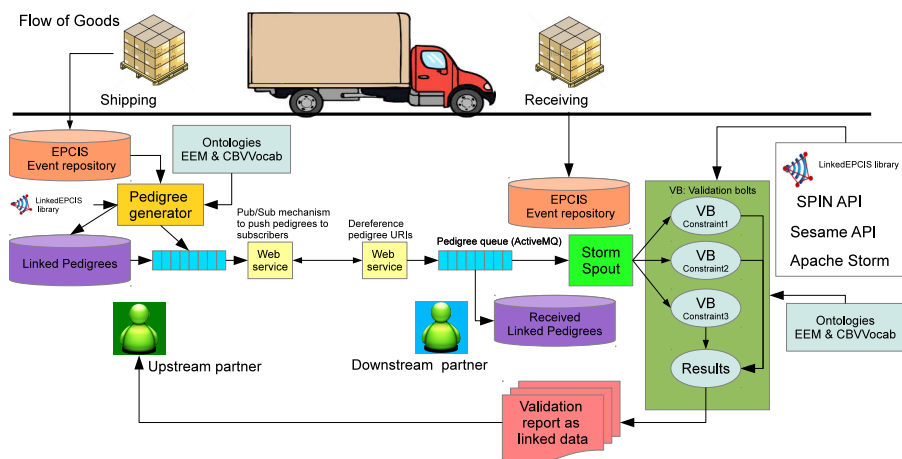 Flow of Goods
Shipping
Receiving
EPCIS
Event repository
Ontologies
EEM & CBVVocab
LinkedEPCIS
library
Pedigree
generator
Linked Pedigrees
Pub/Sub mechanism
to push pedigrees to
subscribers
Web
service
Dereference
pedigree URIs
Web
service
Pedigree queue (ActiveMQ)
EPCIS
Event repository
Storm
Spout
Received
Linked Pedigrees
VB: Validation bolts
VB
Constraint1
VB
Constraint2
VB
Constraint3
Results
LinkedEPCIS library
SPIN API
Sesame API
Apache Storm
Ontologies
EEM & CBVVocab
Upstream partner
Downstream partner
Validation
report as
linked data